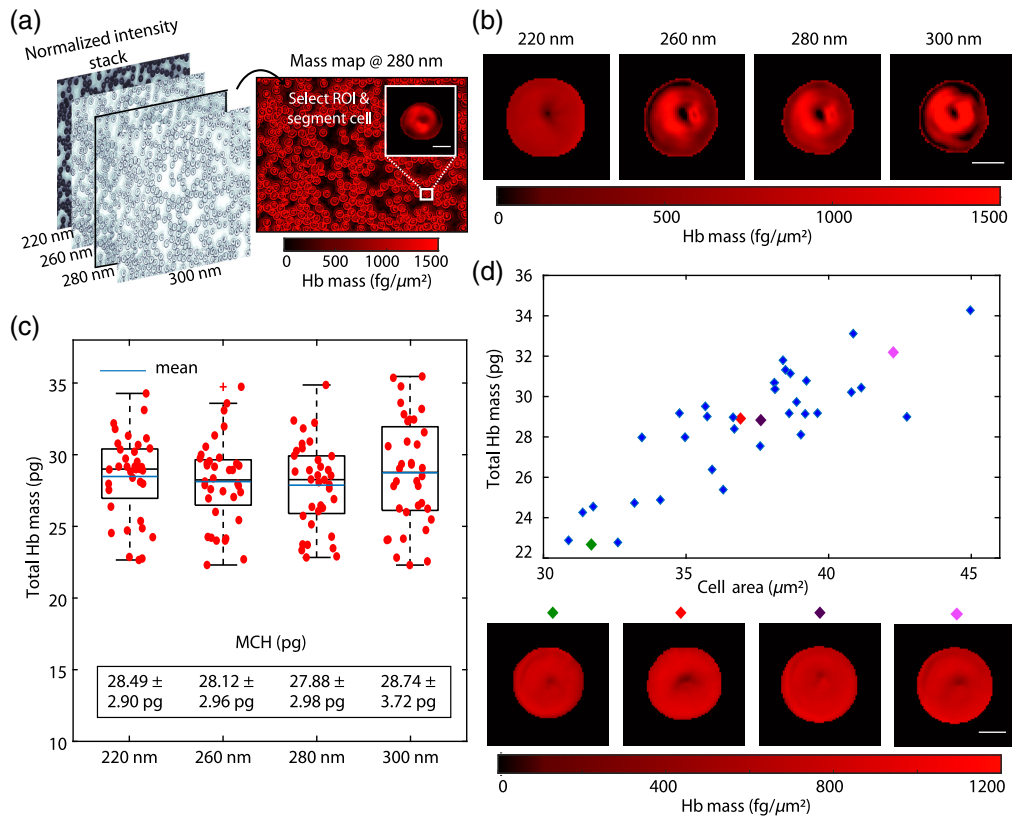 (a)
Normalized intensity
stack
220 nm
260 nm
280 nm
300 nm
Mass map @ 280 nm
Select ROI &
segment cell
0 500 1000 1500
Hb mass (fg/µm²)
(b)
220 nm 260 nm 280 nm 300 nm
0 500 1000 1500
Hb mass (fg/µm²)
(c)
Total Hb mass (pg)
35
30
25
20
15
10
mean
+
MCH (pg)
28.49 ± 28.12 ± 27.88 ± 28.74 ±
2.90 pg 2.96 pg 2.98 pg 3.72 pg
220 nm 260 nm 280 nm 300 nm
(d)
Total Hb mass (pg)
36
34
32
30
28
26
24
22
30 35 40 45
Cell area (µm²)
0 400 800 1200
Hb mass (fg/µm²)